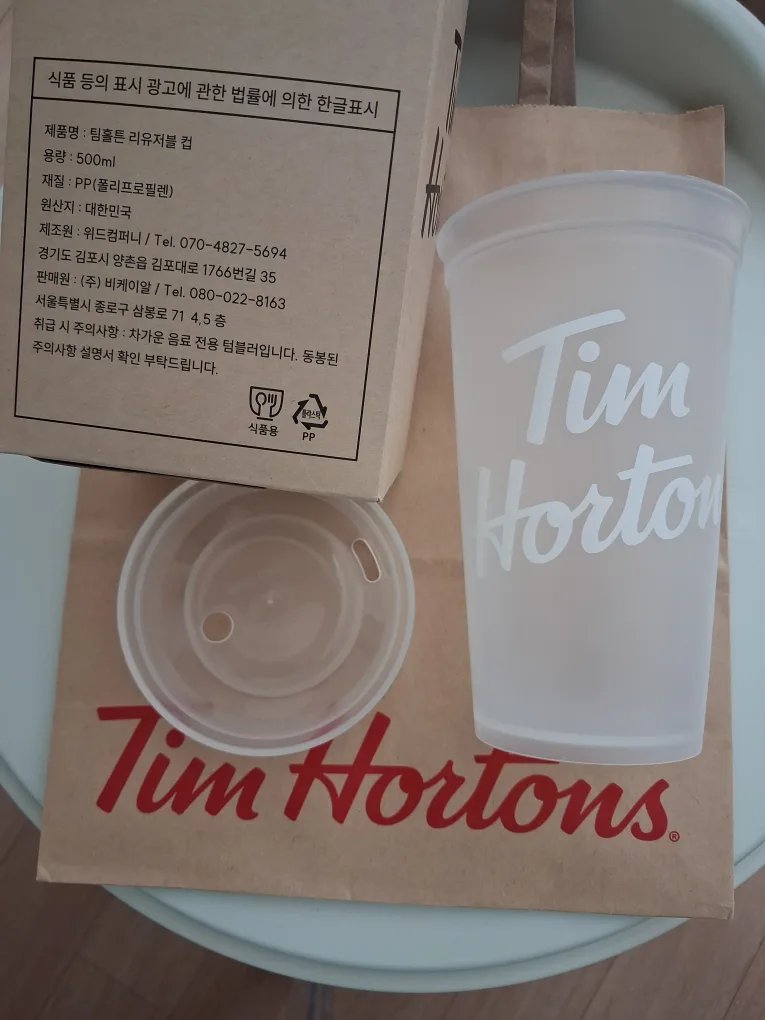 식품 등의 표시 광고에 관한 법률에 의한 한글표시
제품명 : 팀홀튼 리유저블 컵
용량 : 500ml
재질 : PP(폴리프로필렌)
원산지 : 대한민국
제조원 : 위드컴퍼니 / Tel. 070-4827-5694
경기도 김포시 양촌읍 김포대로 1766번길 35
판매원 : (주) 비케이알 / Tel. 080-022-8163
서울특별시 종로구 삼봉로 71 4,5 층
취급 시 주의사항 : 차가운 음료 전용 텀블러입니다. 동봉된
주의사항 설명서 확인 부탁드립니다.
식품용
플라스틱
PP
Tim
Horton
Tim Hortons®